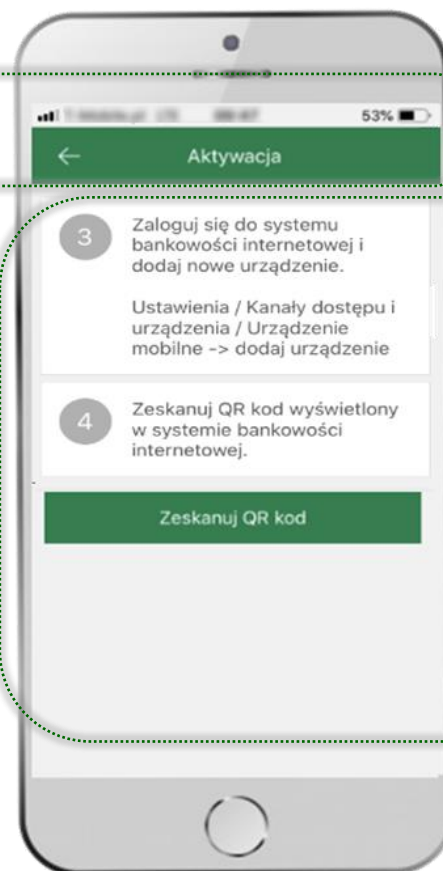 53%
Aktywacja
3
Zaloguj się do systemu
bankowości internetowej i
dodaj nowe urządzenie.
Ustawienia / Kanały dostępu i
urządzenia / Urządzenie
mobilne -> dodaj urządzenie
4
Zeskanuj QR kod wyświetlony
w systemie bankowości
internetowej.
Zeskanuj QR kod